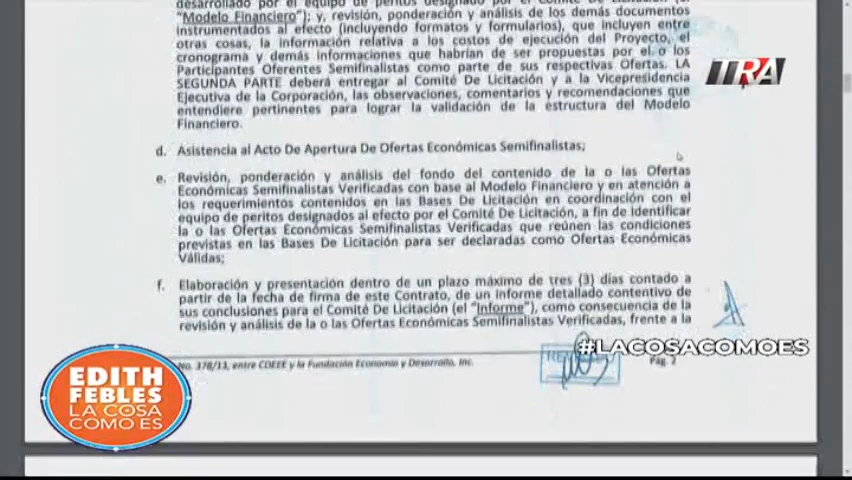 desarrollado por el equipo de peritos designado por el Comité De Licitación (el
"Modelo Financiero"); y, revisión, ponderación y análisis de los demás documentos
instrumentados al efecto (incluyendo formatos y formularios), que incluyen entre
otras cosas, la información relativa a los costos de ejecución del Proyecto, el
cronograma y demás informaciones que habrían de ser propuestas por el o los
Participantes Oferentes Semifinalistas como parte de sus respectivas Ofertas. LA
SEGUNDA PARTE deberá entregar al Comité De Licitación y a la Vicepresidencia
Ejecutiva de la Corporación, las observaciones, comentarios y recomendaciones que
entendiere pertinentes para lograr la validación de la estructura del Modelo
Financiero.
d. Asistencia al Acto De Apertura De Ofertas Económicas Semifinalistas;
e. Revisión, ponderación y análisis del fondo del contenido de la o las Ofertas
Económicas Semifinalistas Verificadas con base al Modelo Financiero y en atención a
los requerimientos contenidos en las Bases De Licitación en coordinación con el
equipo de peritos designados al efecto por el Comité De Licitación, a fin de identificar
la o las Ofertas Económicas Semifinalistas Verificadas que reúnen las condiciones
previstas en las Bases De Licitación para ser declaradas como Ofertas Económicas
Válidas;
f. Elaboración y presentación dentro de un plazo máximo de tres (3) días contado a
partir de la fecha de firma de este Contrato, de un informe detallado contentivo de
sus conclusiones para el Comité De Licitación (el "Informe"), como consecuencia de la
revisión y análisis de la o las Ofertas Económicas Semifinalistas Verificadas, frente a la
No. 378/13, entre CDEEE y la Fundación Economía y Desarrollo, Inc.
Pág. 2
#LACOSACOMOES
EDITH
FEBLES
LA COSA
COMO ES